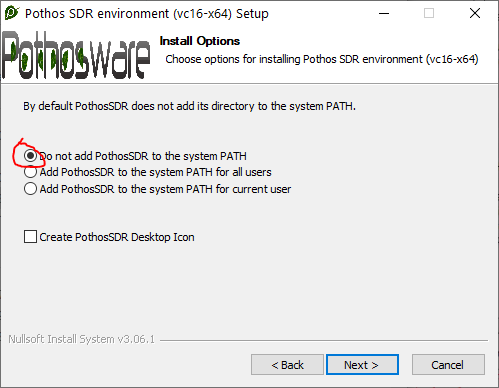 Pothos SDR environment (vc16-x64) Setup
Pothosware
Install Options
Choose options for installing Pothos SDR environment (vc16-x64)
By default PothosSDR does not add its directory to the system PATH.
Do not add PothosSDR to the system PATH
Add PothosSDR to the system PATH for all users
Add PothosSDR to the system PATH for current user
Create PothosSDR Desktop Icon
Nullsoft Install System v3.06.1
< Back Next > Cancel